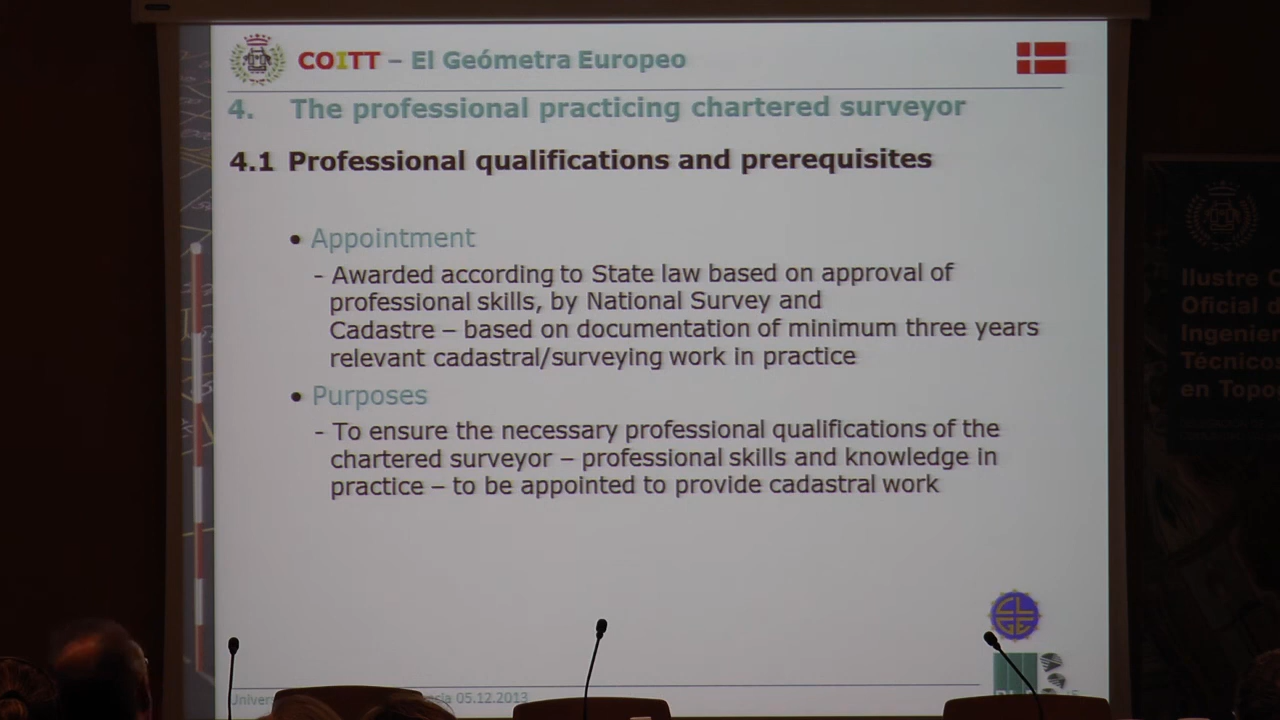 COITT – El Geómetra Europeo
4. The professional practicing chartered surveyor
4.1 Professional qualifications and prerequisites
• Appointment
- Awarded according to State law based on approval of
professional skills, by National Survey and
Cadastre – based on documentation of minimum three years
relevant cadastral/surveying work in practice
• Purposes
- To ensure the necessary professional qualifications of the
chartered surveyor – professional skills and knowledge in
practice – to be appointed to provide cadastral work
CL
GE
05.12.2013
Ilustre
Oficial
Técnicos
en